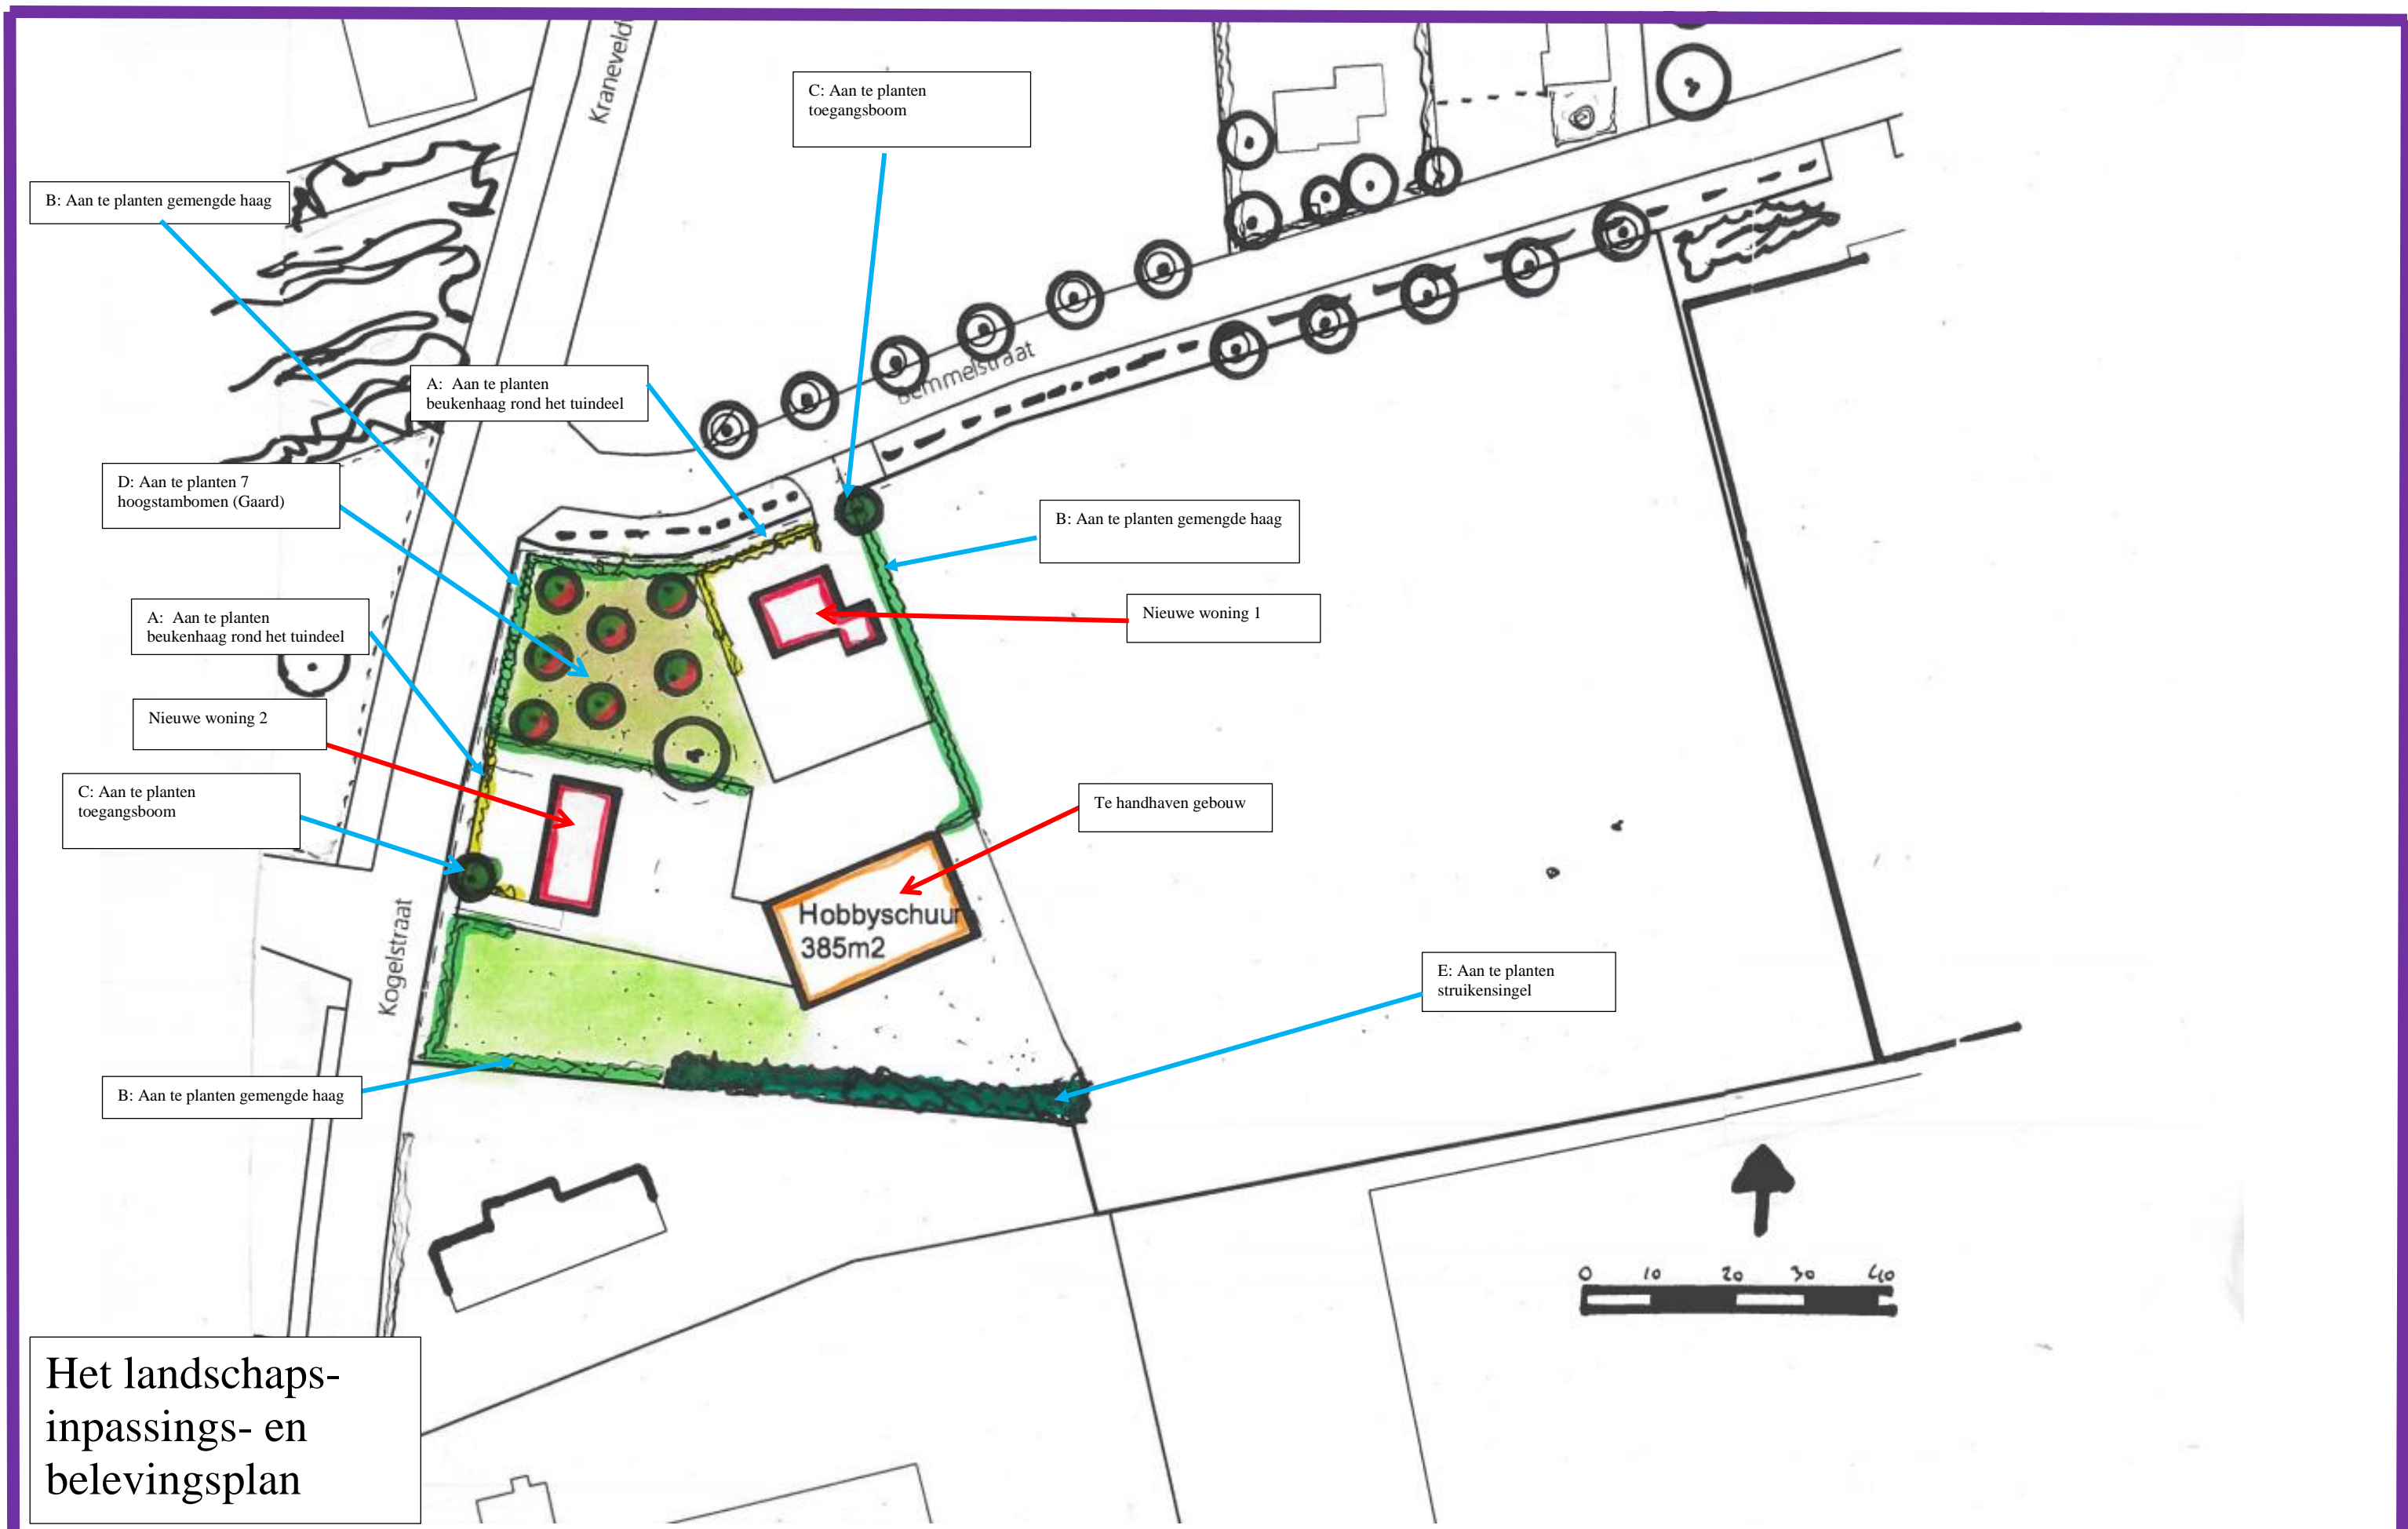 Kraneveld
C: Aan te planten
toegangsboom
B: Aan te planten gemengde haag
A: Aan te planten
beukenhaag rond het tuindeel
Bemmelstraat
D: Aan te planten 7
hoogstambomen (Gaard)
B: Aan te planten gemengde haag
A: Aan te planten
beukenhaag rond het tuindeel
Nieuwe woning 1
Nieuwe woning 2
C: Aan te planten
toegangsboom
Te handhaven gebouw
Hobbyschuur
385m2
Kogelstraat
E: Aan te planten
struikensingel
B: Aan te planten gemengde haag
0 10 20 30 40
Het landschaps-
inpassings- en
belevingsplan